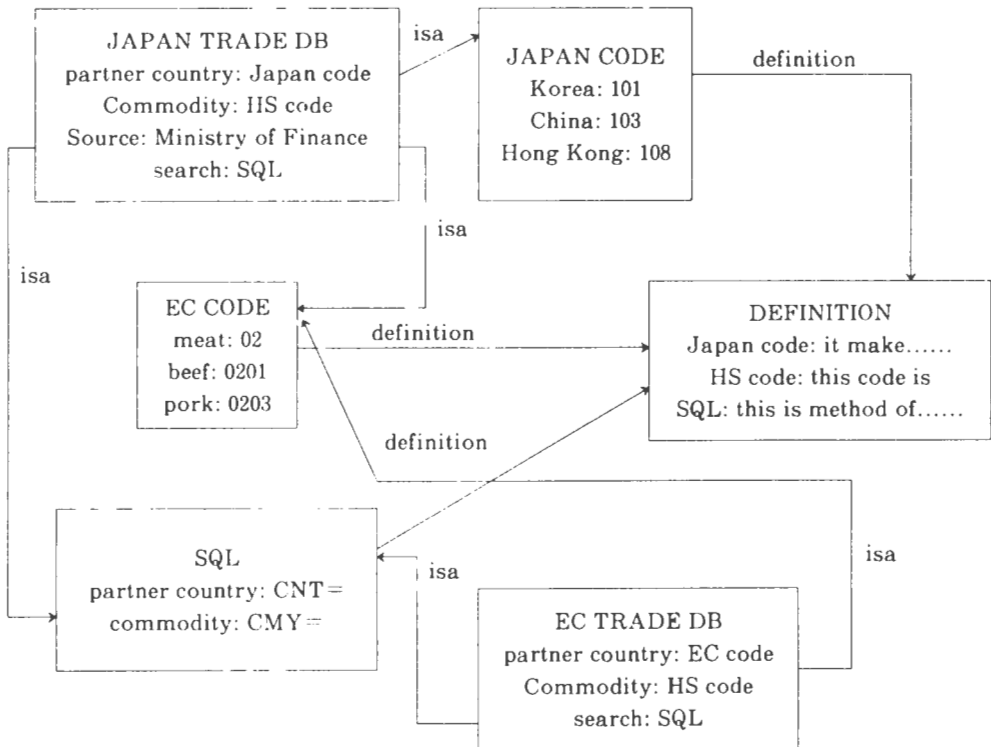 JAPAN TRADE DB
partner country: Japan code
Commodity: HS code
Source: Ministry of Finance
search: SQL
isa
JAPAN CODE
Korea: 101
China: 103
Hong Kong: 108
definition
isa
isa
EC CODE
meat: 02
beef: 0201
pork: 0203
definition
DEFINITION
Japan code: it make......
HS code: this code is
SQL: this is method of......
definition
SQL
partner country: CNT=
commodity: CMY=
isa
isa
EC TRADE DB
partner country: EC code
Commodity: HS code
search: SQL